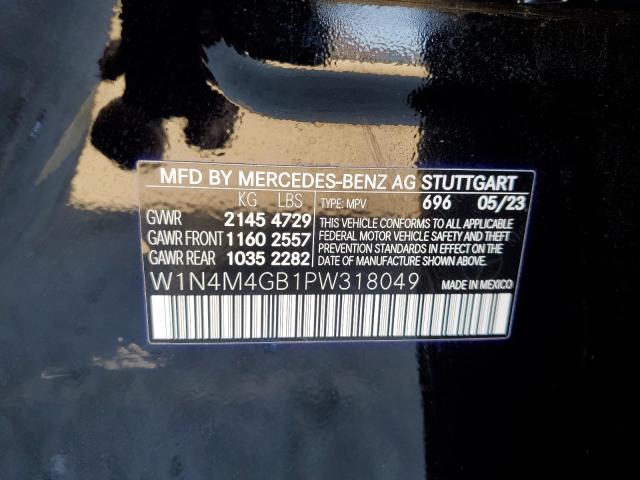 MFD BY MERCEDES-BENZ AG STUTTGART
KG LBS TYPE: MPV 696 05/23
GVWR 2145 4729
GAWR FRONT 1160 2557
GAWR REAR 1035 2282
THIS VEHICLE CONFORMS TO ALL APPLICABLE
FEDERAL MOTOR VEHICLE SAFETY AND THEFT
PREVENTION STANDARDS IN EFFECT ON THE
DATE OF MANUFACTURE SHOWN ABOVE.
W1N4M4GB1PW318049 MADE IN MEXICO